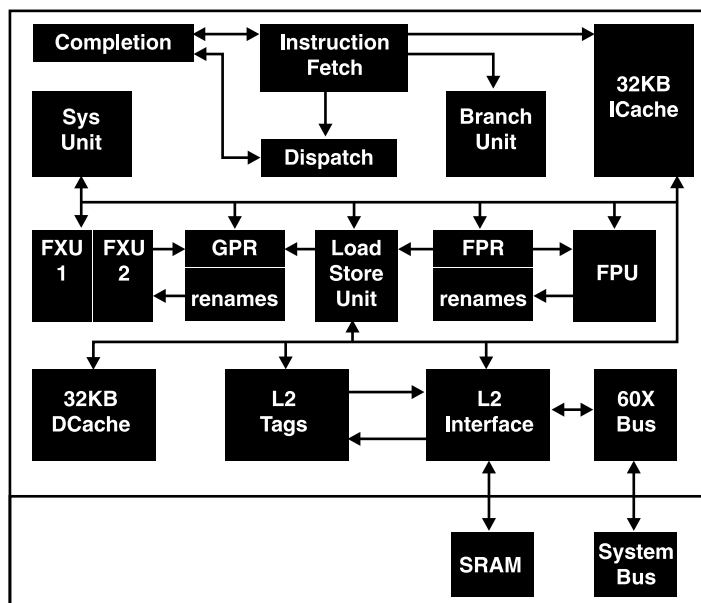 Completion
Instruction
Fetch
32KB
ICache
Sys
Unit
Dispatch
Branch
Unit
FXU
1
FXU
2
GPR
renames
Load
Store
Unit
FPR
renames
FPU
32KB
DCache
L2
Tags
L2
Interface
60X
Bus
SRAM
System
Bus